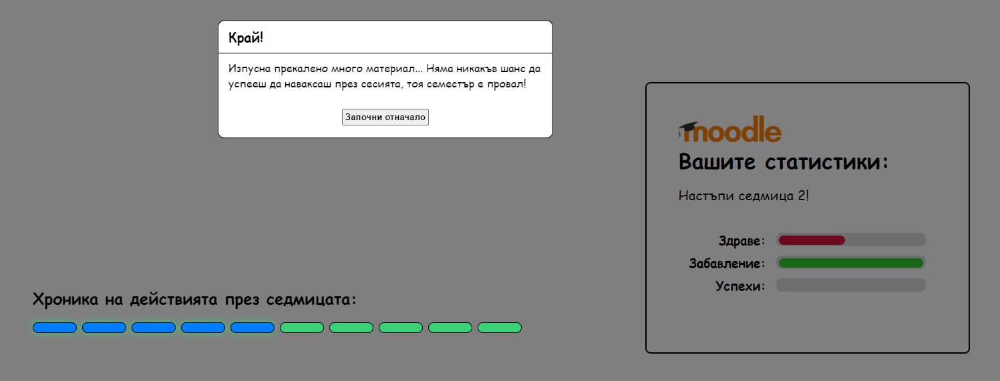 Край!
Изпусна прекалено много материал... Няма никакъв шанс да
успееш да наваксаш през сесията, тоя семестър е провал!
Започни отначало
moodle
Вашите статистики:
Настъпи седмица 2!
Здраве:
Забавление:
Успехи:
Хроника на действията през седмицата: